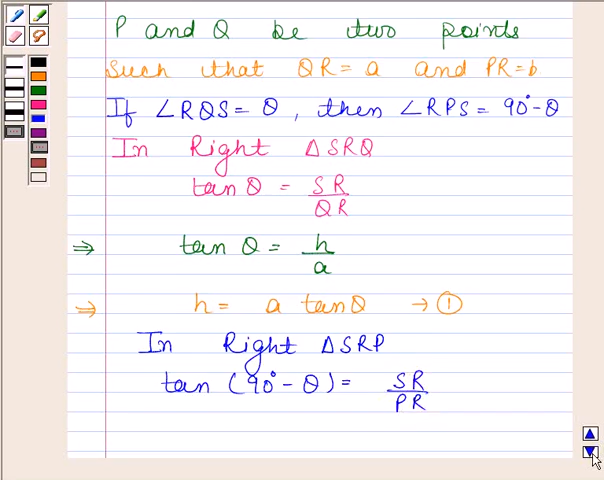 P and Q be two points
Such that QR = a and PR = b
If ∠RQS = θ, then ∠RPS = 90° - θ
In Right ΔSRQ
tan θ = SR/QR
⇒ tan θ = h/a
⇒ h = a tan θ → ①
In Right ΔSRP
tan (90° - θ) = SR/PR